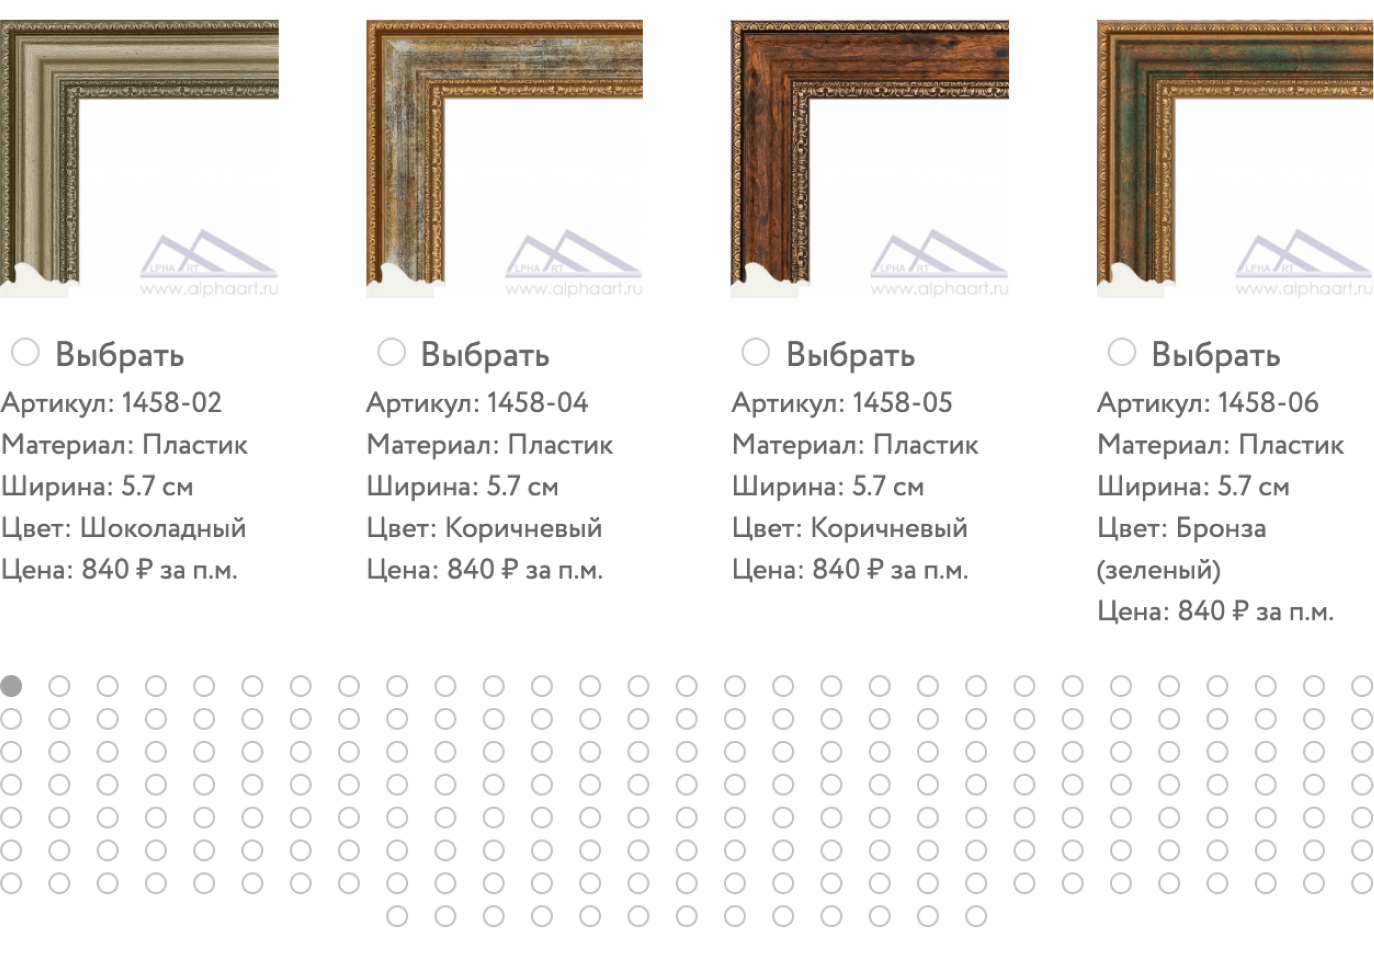 LPHA RT
www.alphaart.ru
LPHA RT
www.alphaart.ru
LPHA RT
www.alphaart.ru
LPHA RT
www.alphaart.ru
Выбрать
Артикул: 1458-02
Материал: Пластик
Ширина: 5.7 см
Цвет: Шоколадный
Цена: 840 ₽ за п.м.
Выбрать
Артикул: 1458-04
Материал: Пластик
Ширина: 5.7 см
Цвет: Коричневый
Цена: 840 ₽ за п.м.
Выбрать
Артикул: 1458-05
Материал: Пластик
Ширина: 5.7 см
Цвет: Коричневый
Цена: 840 ₽ за п.м.
Выбрать
Артикул: 1458-06
Материал: Пластик
Ширина: 5.7 см
Цвет: Бронза
(зеленый)
Цена: 840 ₽ за п.м.